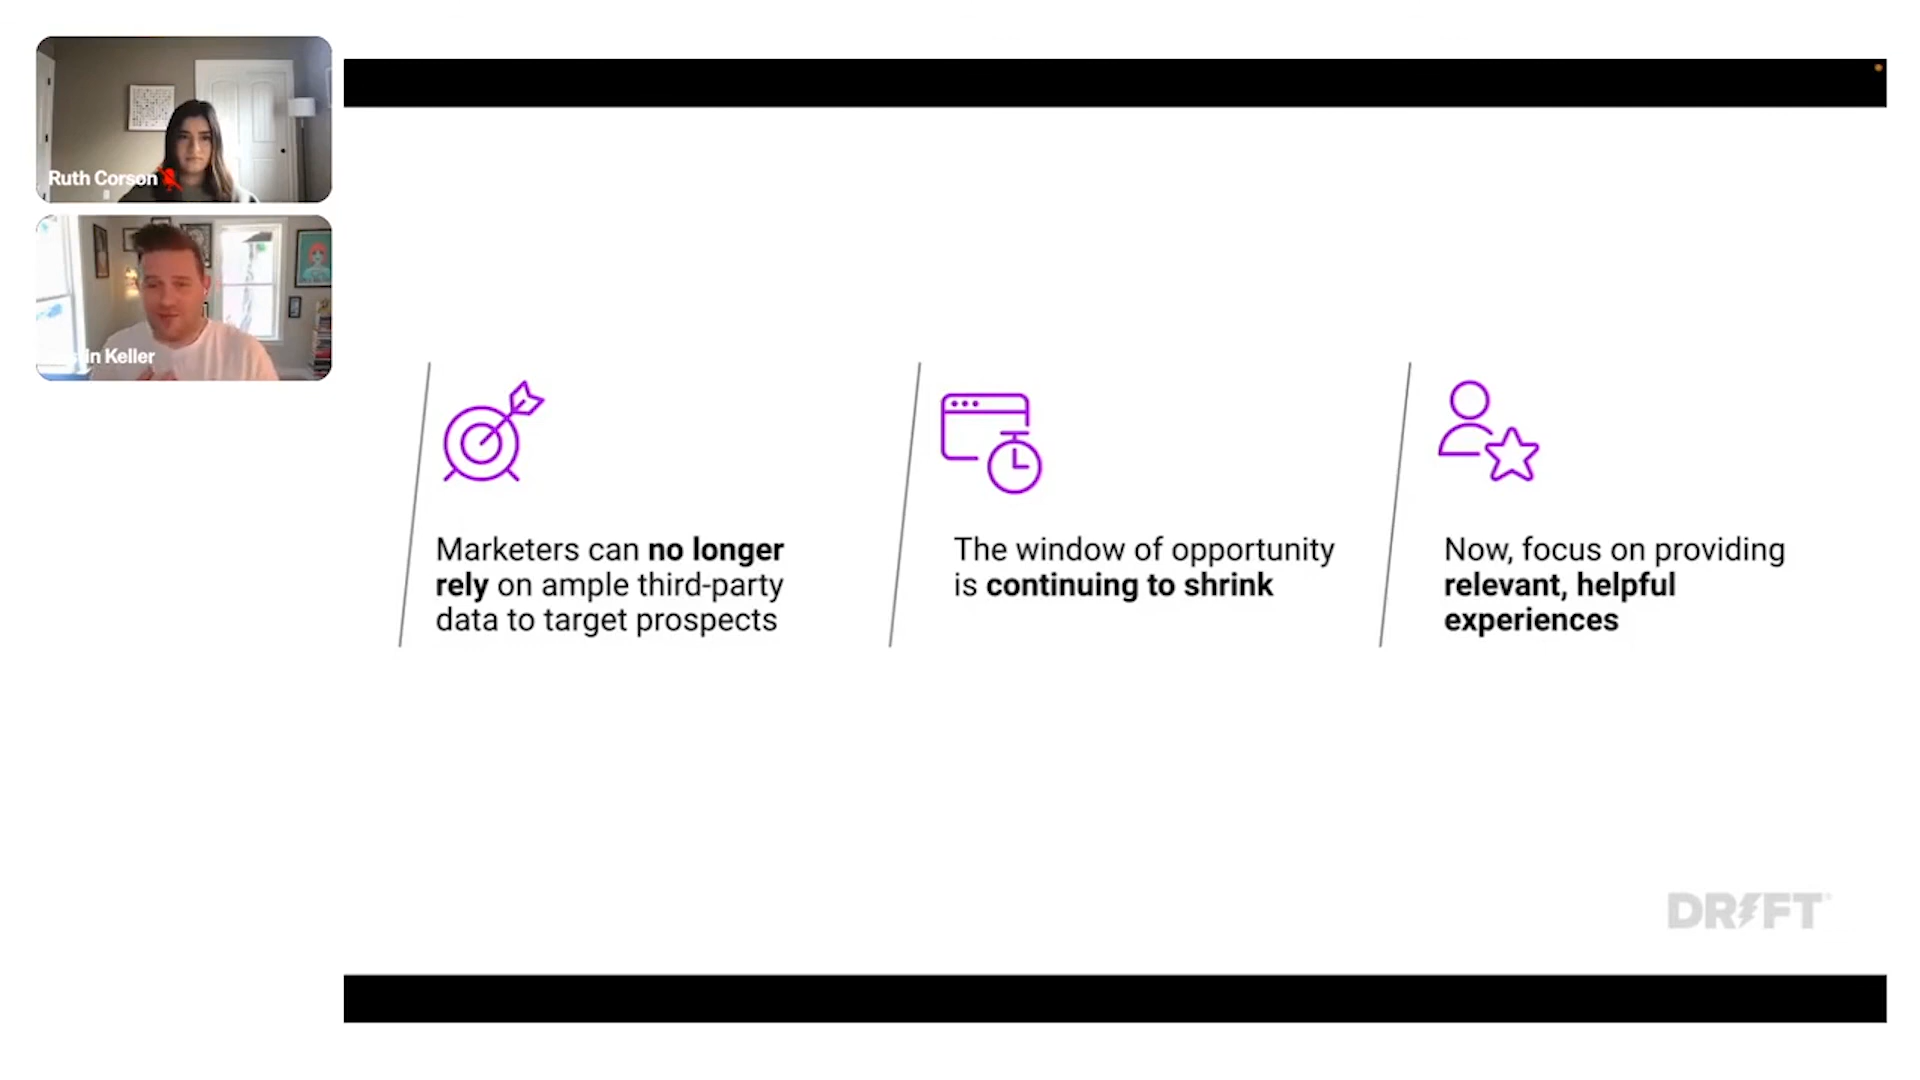 Ruth Corson
in Keller
Marketers can no longer
rely on ample third-party
data to target prospects
The window of opportunity
is continuing to shrink
Now, focus on providing
relevant, helpful
experiences
DRIFT